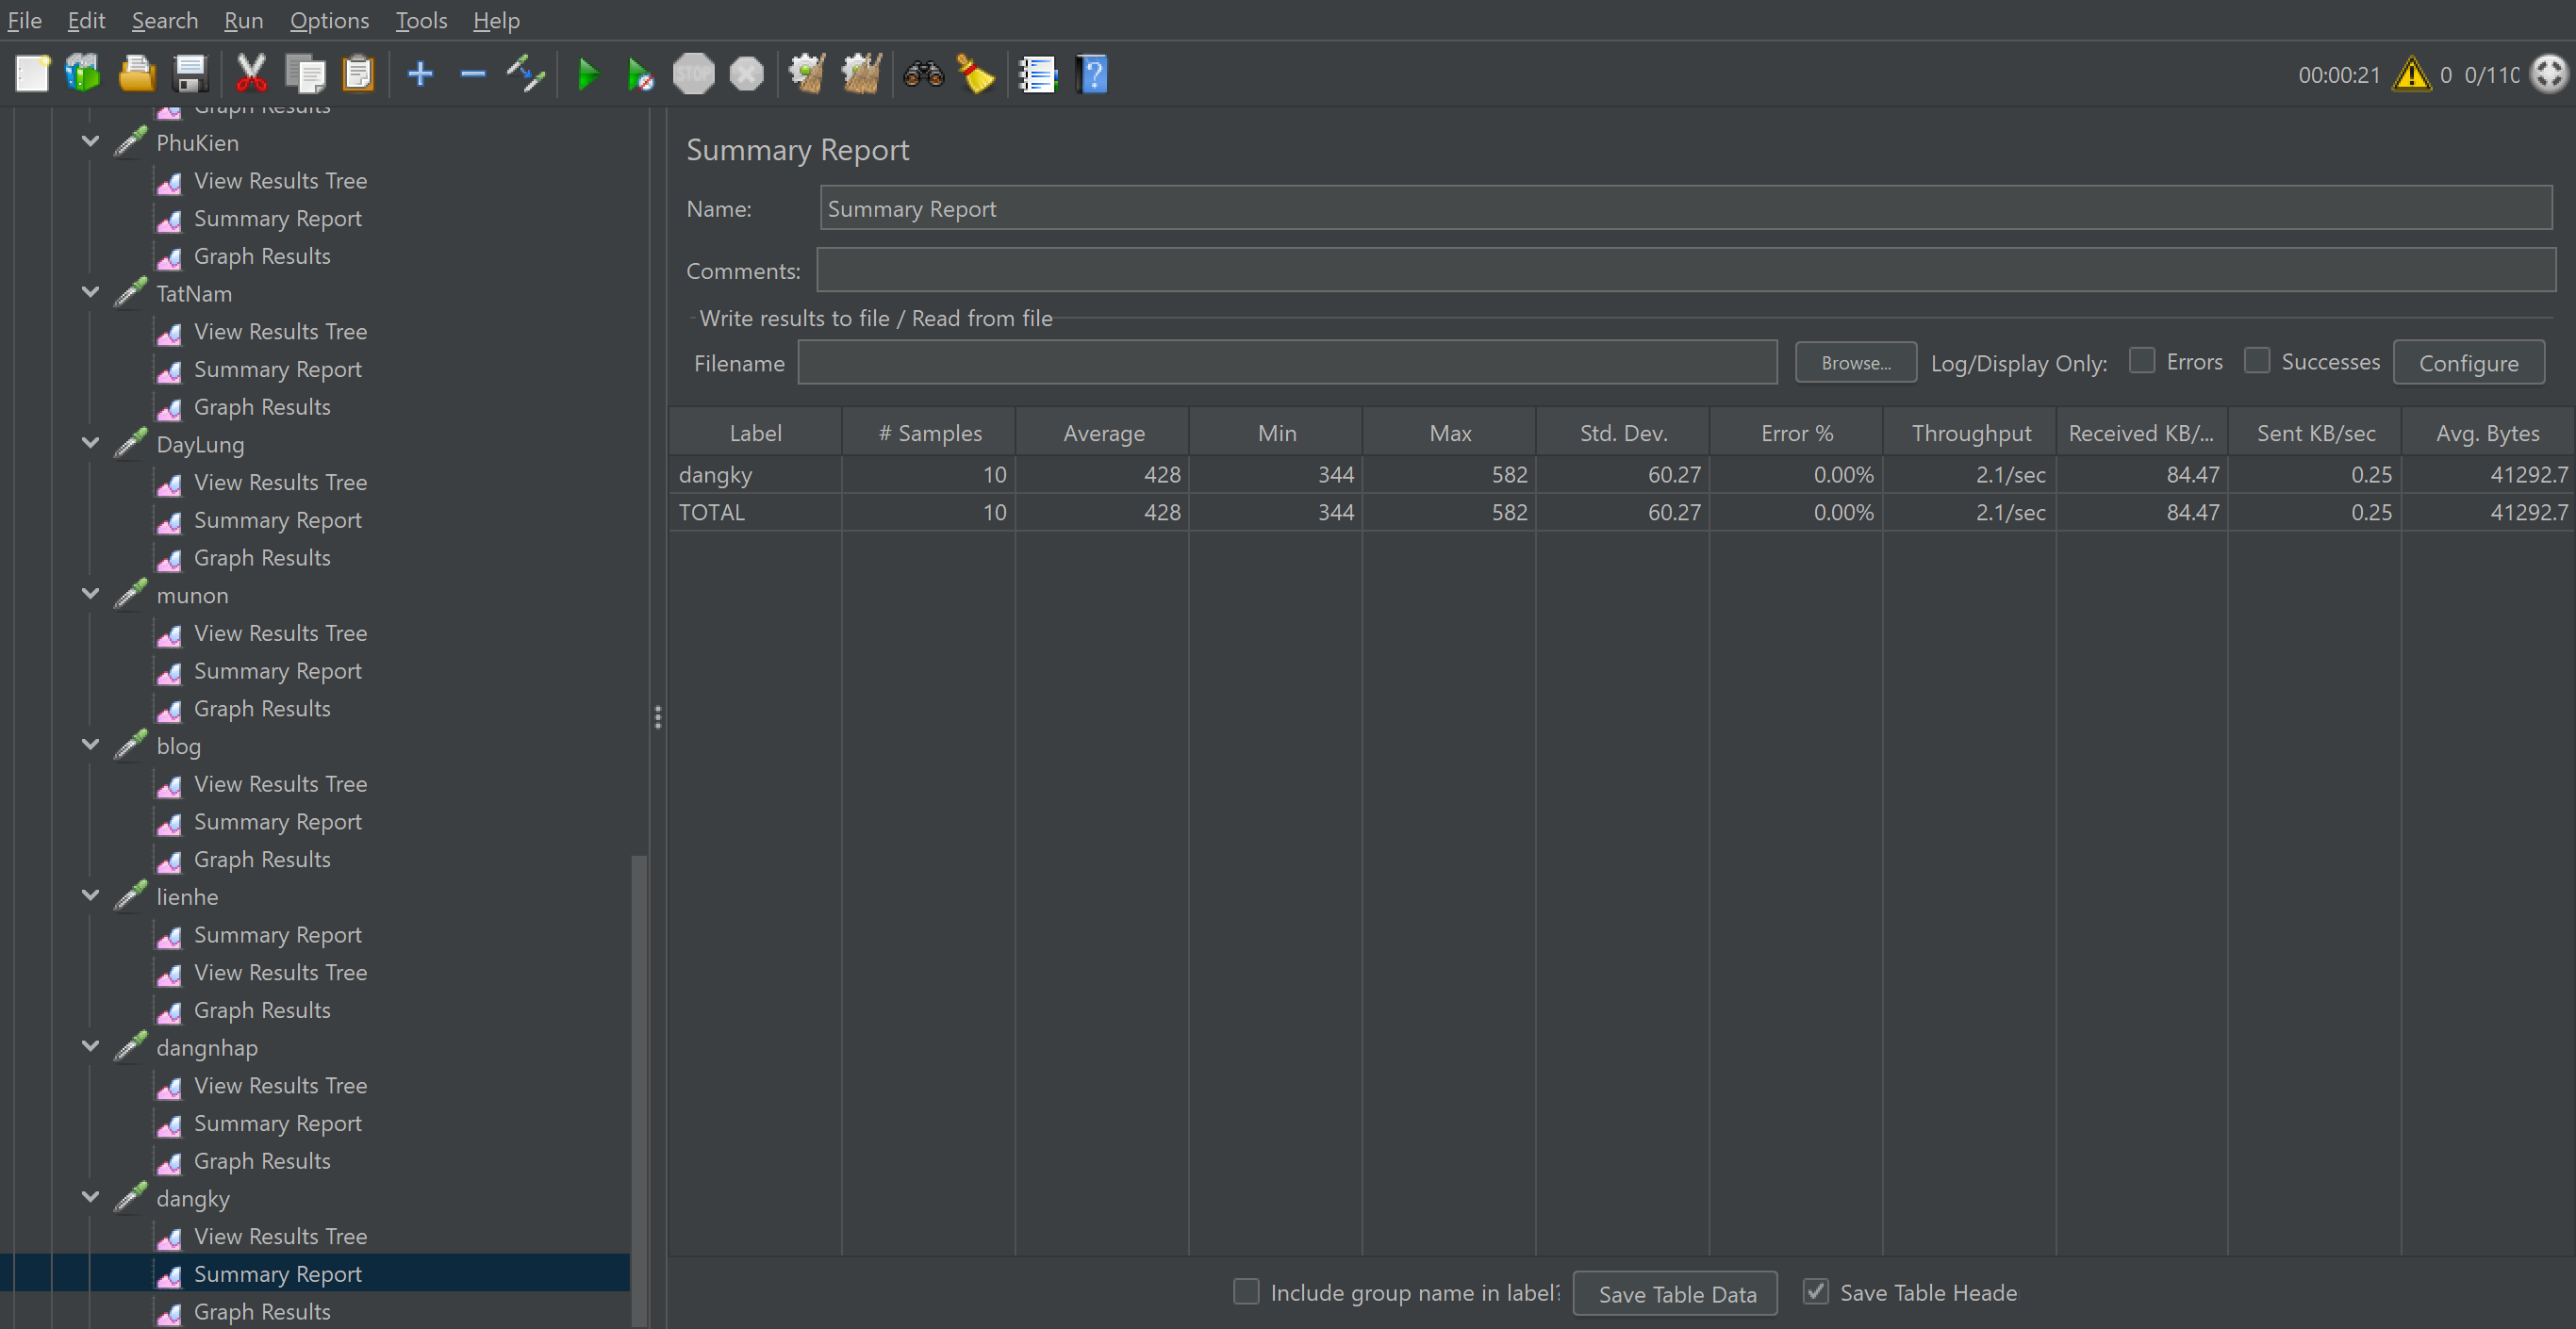 File Edit Search Run Options Tools Help
STOP
00:00:21 0 0/110
Graph Results
PhuKien
View Results Tree
Summary Report
Graph Results
TatNam
View Results Tree
Summary Report
Graph Results
DayLung
View Results Tree
Summary Report
Graph Results
munon
View Results Tree
Summary Report
Graph Results
blog
View Results Tree
Summary Report
Graph Results
lienhe
Summary Report
View Results Tree
Graph Results
dangnhap
View Results Tree
Summary Report
Graph Results
dangky
View Results Tree
Summary Report
Graph Results
Summary Report
Name: Summary Report
Comments:
Write results to file / Read from file
Filename Browse... Log/Display Only: Errors Successes Configure
Label # Samples Average Min Max Std. Dev. Error % Throughput Received KB/... Sent KB/sec Avg. Bytes
dangky 10 428 344 582 60.27 0.00% 2.1/sec 84.47 0.25 41292.7
TOTAL 10 428 344 582 60.27 0.00% 2.1/sec 84.47 0.25 41292.7
Include group name in label? Save Table Data Save Table Heade